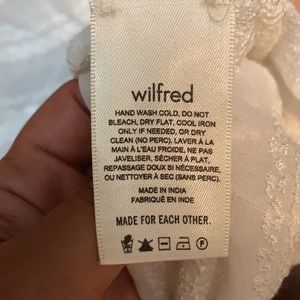 wilfred
HAND WASH COLD, DO NOT
BLEACH, DRY FLAT, COOL IRON
ONLY IF NEEDED, OR DRY
CLEAN (NO PERC). LAVER À LA
MAIN À L'EAU FROIDE, NE PAS
JAVELISER, SÉCHER À PLAT,
REPASSAGE DOUX SI NÉCESSAIRE,
OU NETTOYER À SEC (SANS PERC).
MADE IN INDIA
FABRIQUÉ EN INDE
MADE FOR EACH OTHER.
F